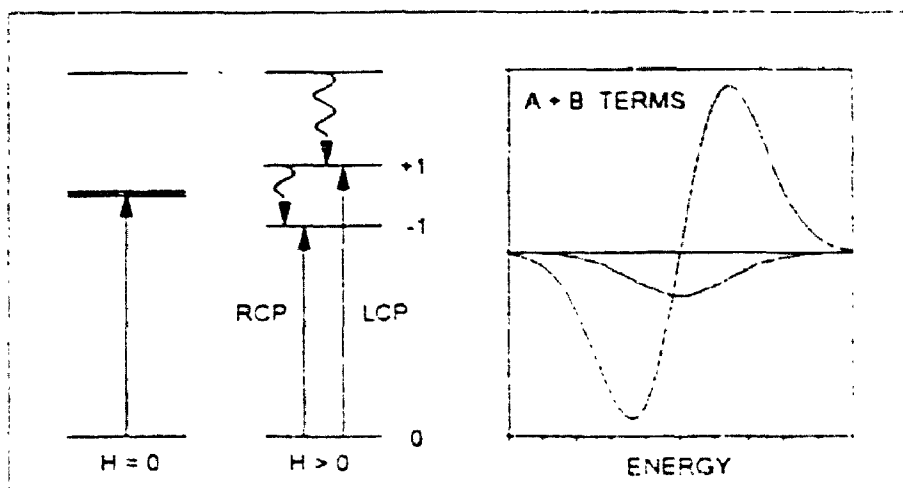 A + B TERMS
+1
-1
RCP
LCP
0
H = 0
H > 0
ENERGY